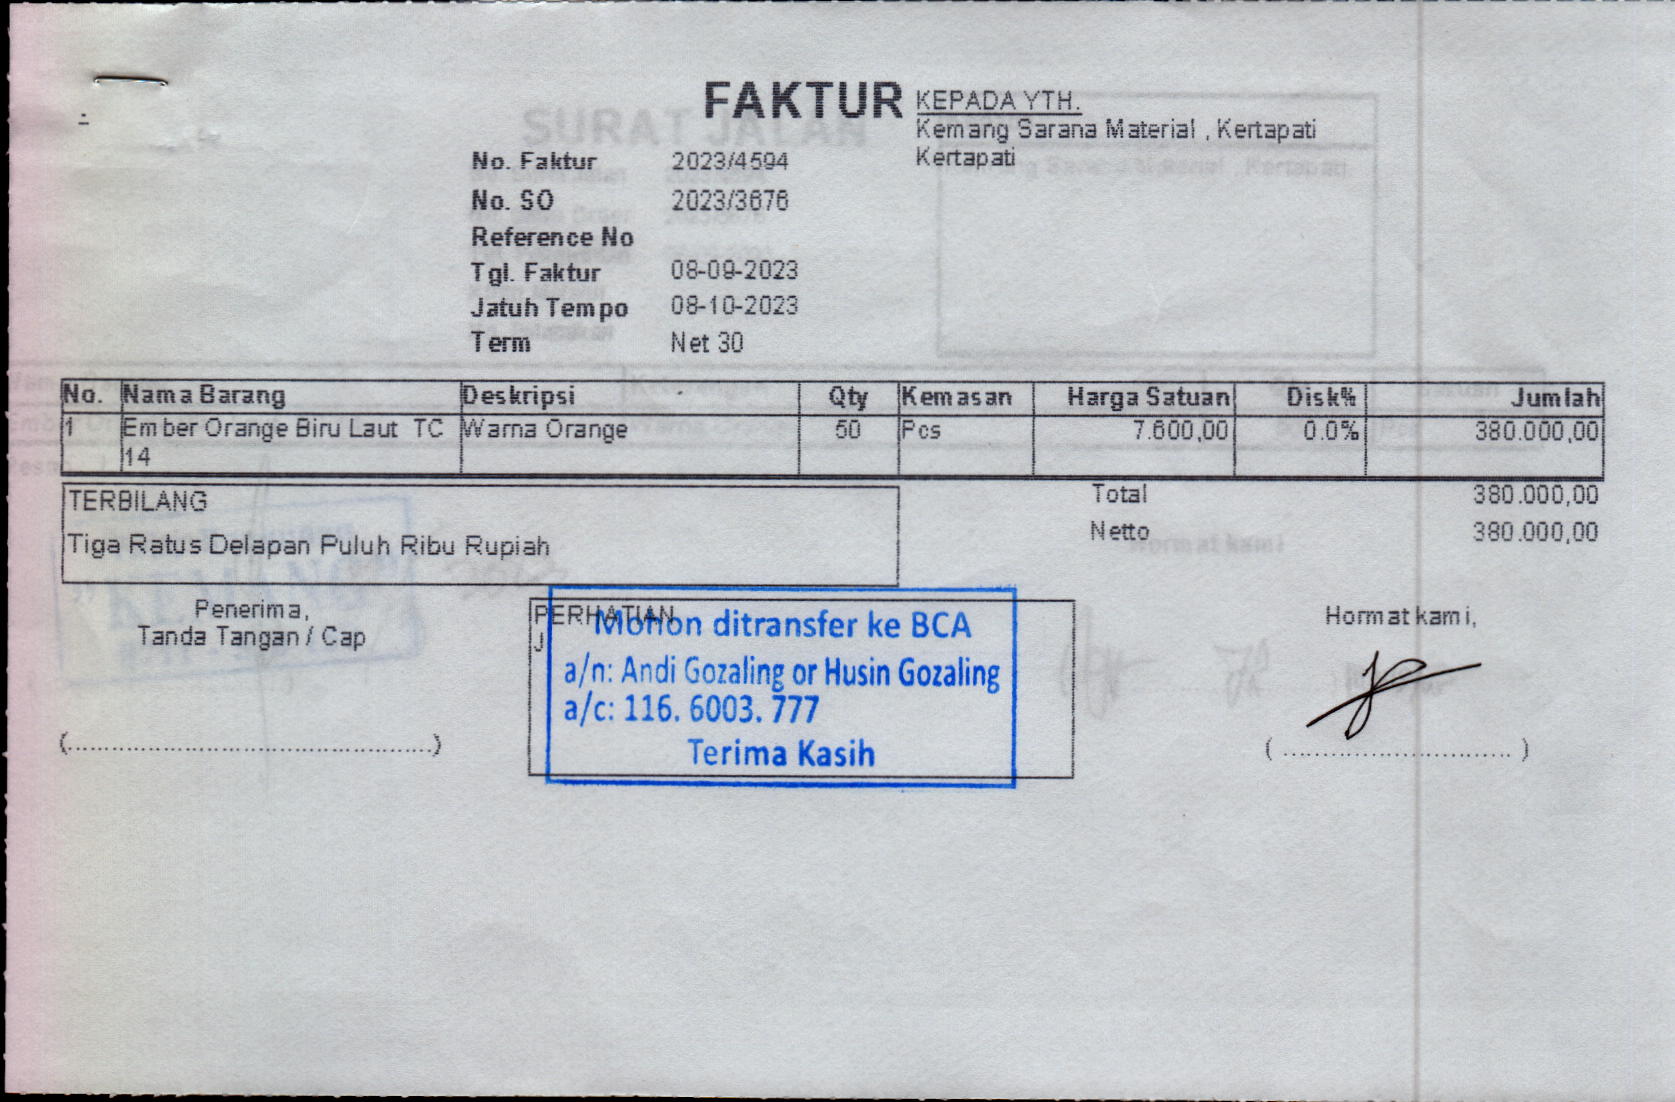 FAKTUR
KEPADA YTH.
Kemang Sarana Material , Kertapati
Kertapati
No. Faktur 2023/4594
No. SO 2023/3676
Reference No
Tgl. Faktur 08-09-2023
Jatuh Tempo 08-10-2023
Term Net 30
No. Nama Barang Deskripsi Qty Kemasan Harga Satuan Disk% Jumlah
1 Ember Orange Biru Laut TC Warna Orange 50 Pcs 7.600,00 0.0% 380.000,00
14
TERBILANG
Tiga Ratus Delapan Puluh Ribu Rupiah
Total 380.000,00
Netto 380.000,00
Penerima,
Tanda Tangan / Cap
PERHATIAN
J
Mohon ditransfer ke BCA
a/n: Andi Gozaling or Husin Gozaling
a/c: 116. 6003. 777
Terima Kasih
Hormat kami,
(..............................................)
( ............................... )
SURAT JALAN